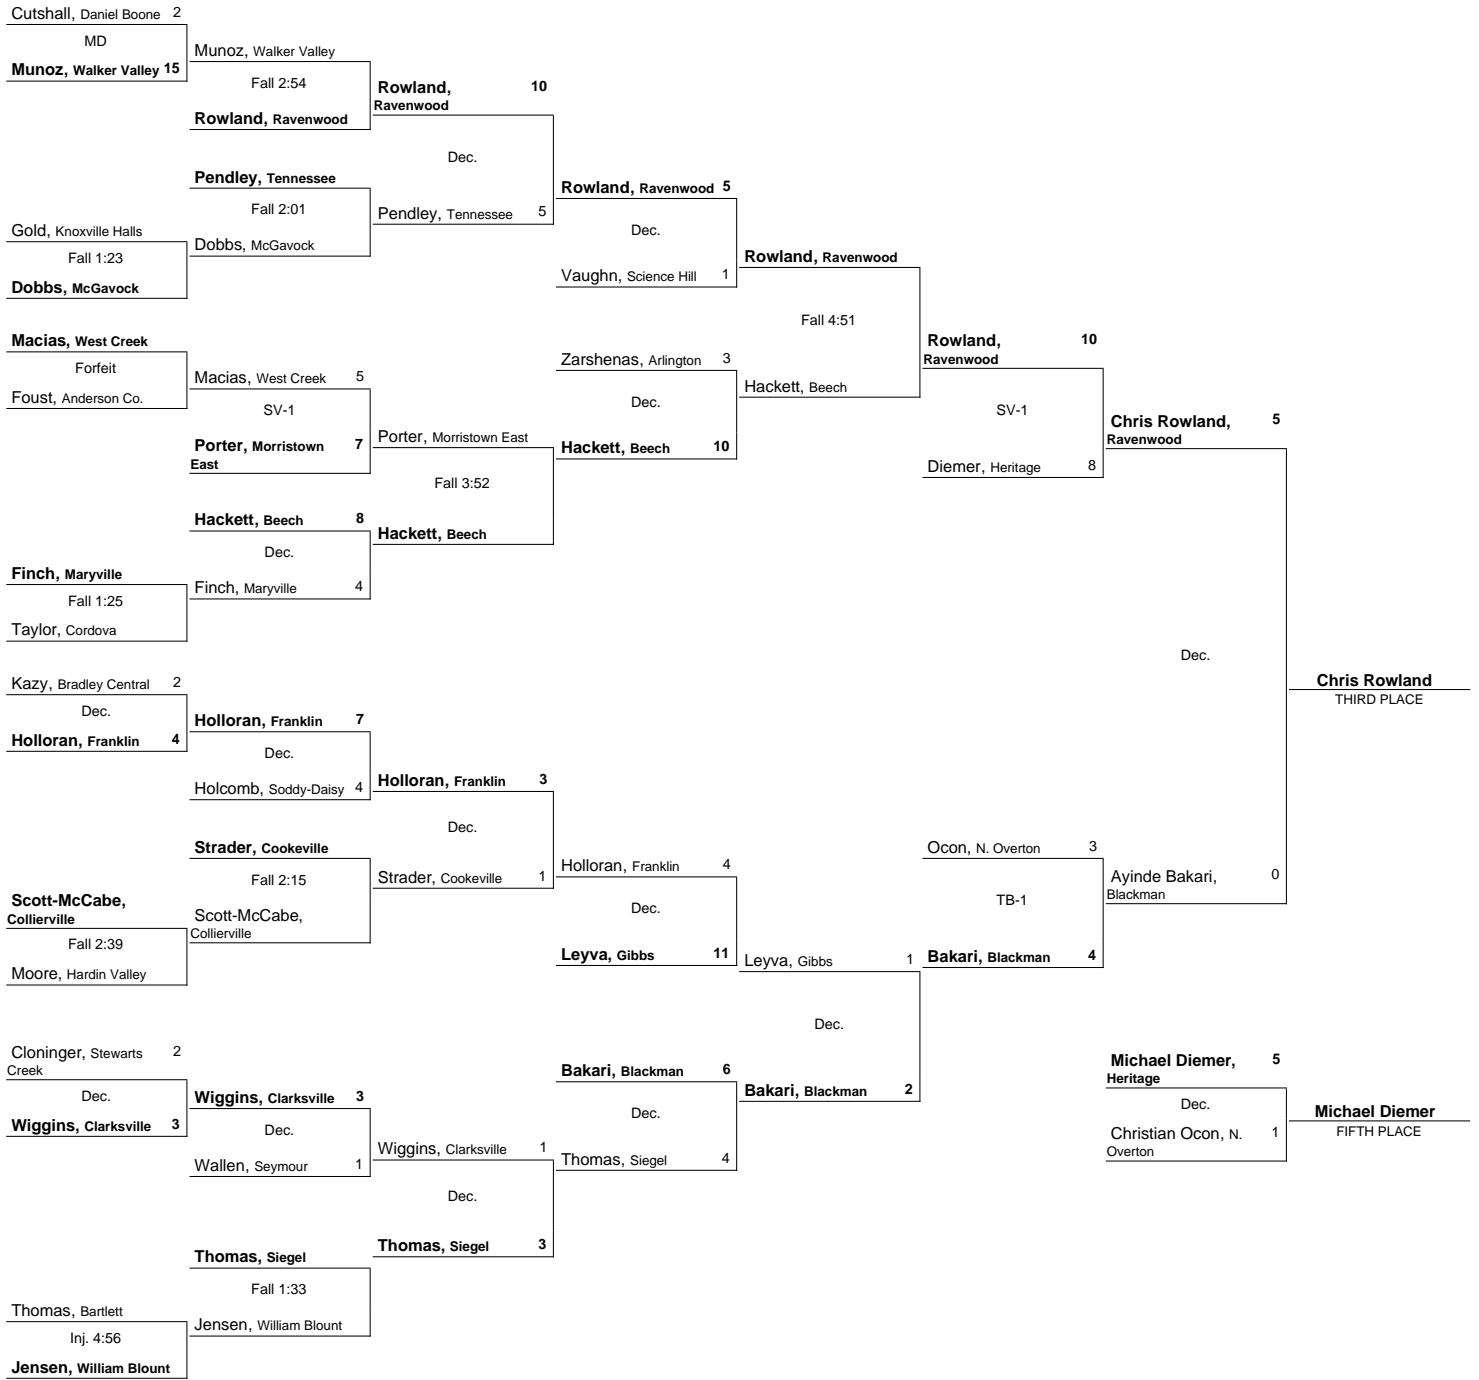 Cutshall, Daniel Boone 2
MD
Munoz, Walker Valley 15
Munoz, Walker Valley
Fall 2:54
Rowland, Ravenwood
Rowland, 10
Ravenwood
Dec.
Pendley, Tennessee
Fall 2:01
Dobbs, McGavock
Pendley, Tennessee 5
Gold, Knoxville Halls
Fall 1:23
Dobbs, McGavock
Rowland, Ravenwood 5
Dec.
Vaughn, Science Hill 1
Rowland, Ravenwood
Fall 4:51
Hackett, Beech
Macias, West Creek
Forfeit
Foust, Anderson Co.
Macias, West Creek 5
SV-1
Porter, Morristown 7
East
Porter, Morristown East
Fall 3:52
Hackett, Beech
Zarshenas, Arlington 3
Dec.
Hackett, Beech 10
Hackett, Beech 8
Dec.
Finch, Maryville 4
Finch, Maryville
Fall 1:25
Taylor, Cordova
Rowland, 10
Ravenwood
SV-1
Diemer, Heritage 8
Chris Rowland, 5
Ravenwood
Dec.
Chris Rowland
THIRD PLACE
Kazy, Bradley Central 2
Dec.
Holloran, Franklin 4
Holloran, Franklin 7
Dec.
Holcomb, Soddy-Daisy 4
Holloran, Franklin 3
Dec.
Strader, Cookeville 1
Strader, Cookeville
Fall 2:15
Scott-McCabe,
Collierville
Scott-McCabe,
Collierville
Fall 2:39
Moore, Hardin Valley
Holloran, Franklin 4
Dec.
Leyva, Gibbs 11
Leyva, Gibbs 1
Dec.
Bakari, Blackman 2
Ocon, N. Overton 3
TB-1
Bakari, Blackman 4
Ayinde Bakari, 0
Blackman
Cloninger, Stewarts 2
Creek
Dec.
Wiggins, Clarksville 3
Wiggins, Clarksville 3
Dec.
Wallen, Seymour 1
Wiggins, Clarksville 1
Dec.
Thomas, Siegel 3
Bakari, Blackman 6
Dec.
Thomas, Siegel 4
Thomas, Siegel
Fall 1:33
Jensen, William Blount
Thomas, Bartlett
Inj. 4:56
Jensen, William Blount
Michael Diemer, 5
Heritage
Dec.
Christian Ocon, N. 1
Overton
Michael Diemer
FIFTH PLACE